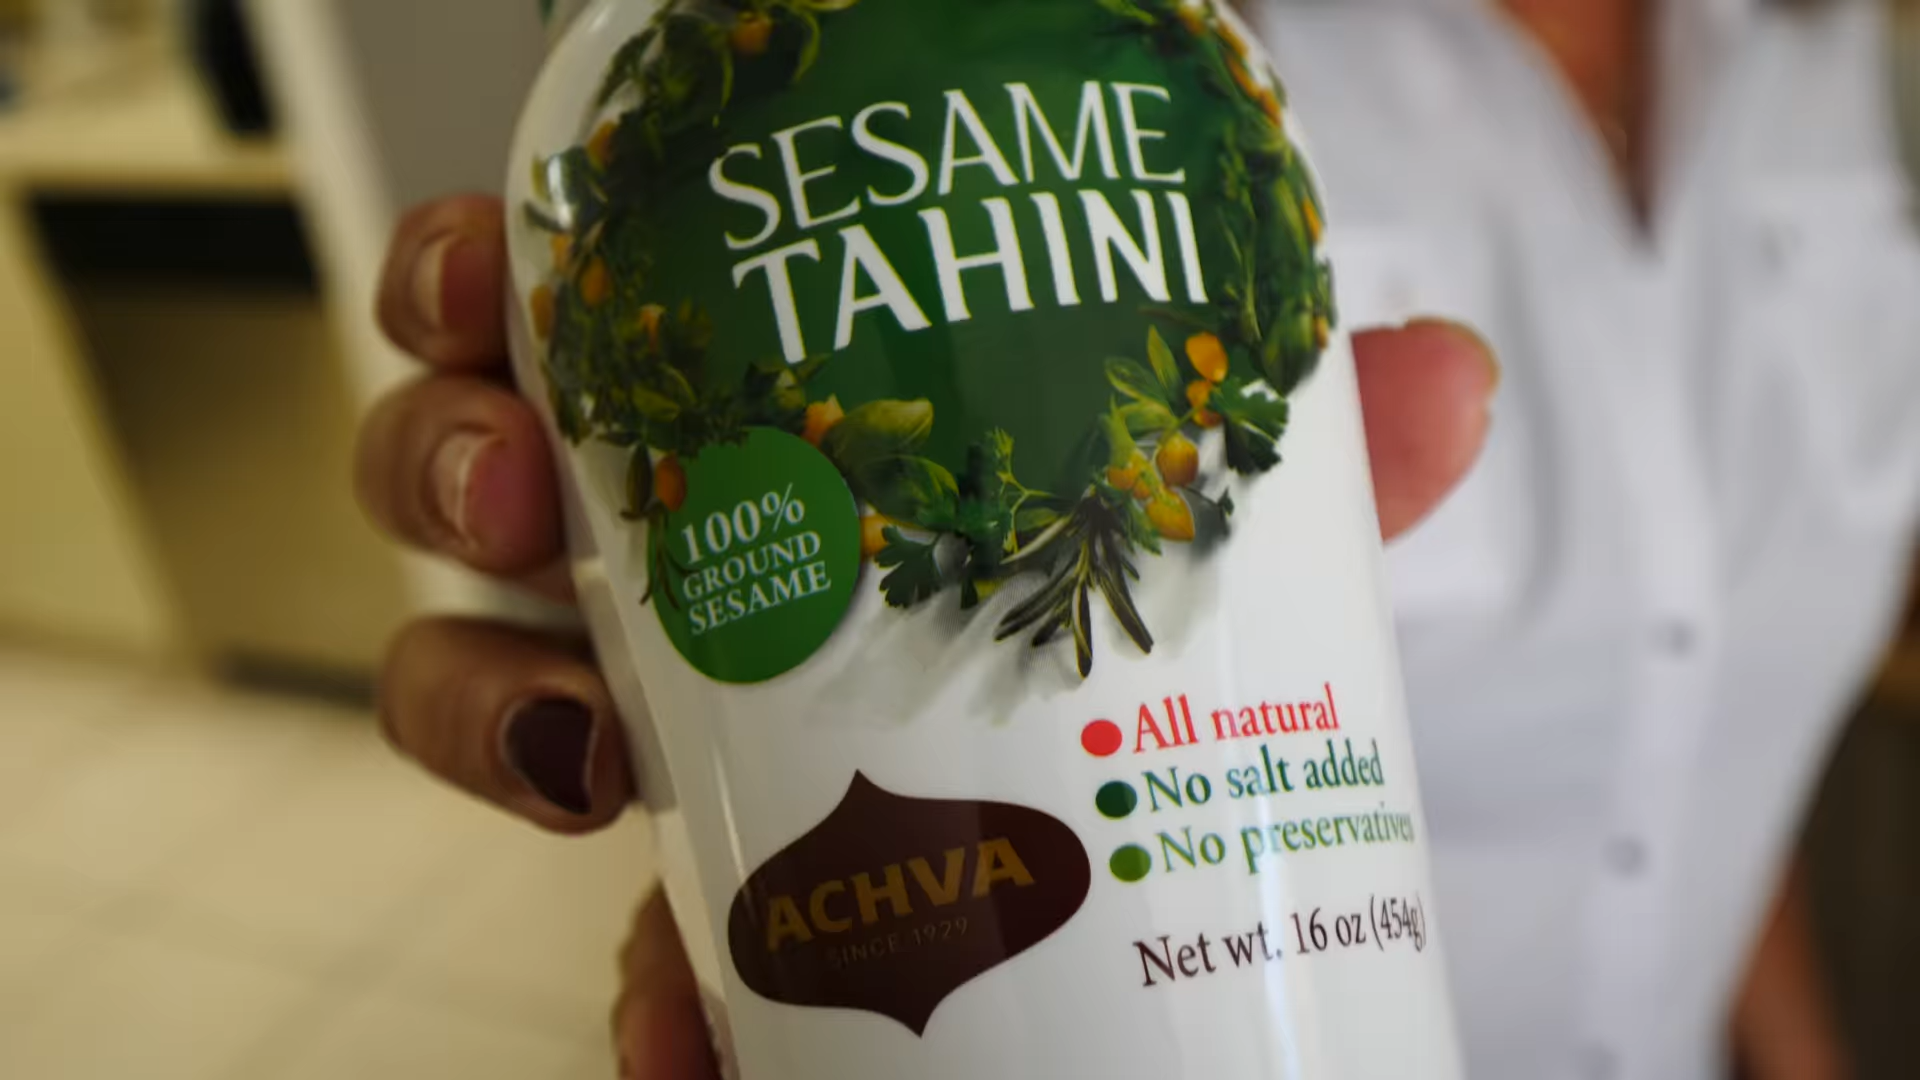 SESAME
TAHINI
100%
GROUND
SESAME
All natural
No salt added
No preservatives
ACHVA
SINCE 1929
Net wt. 16 oz (454g)